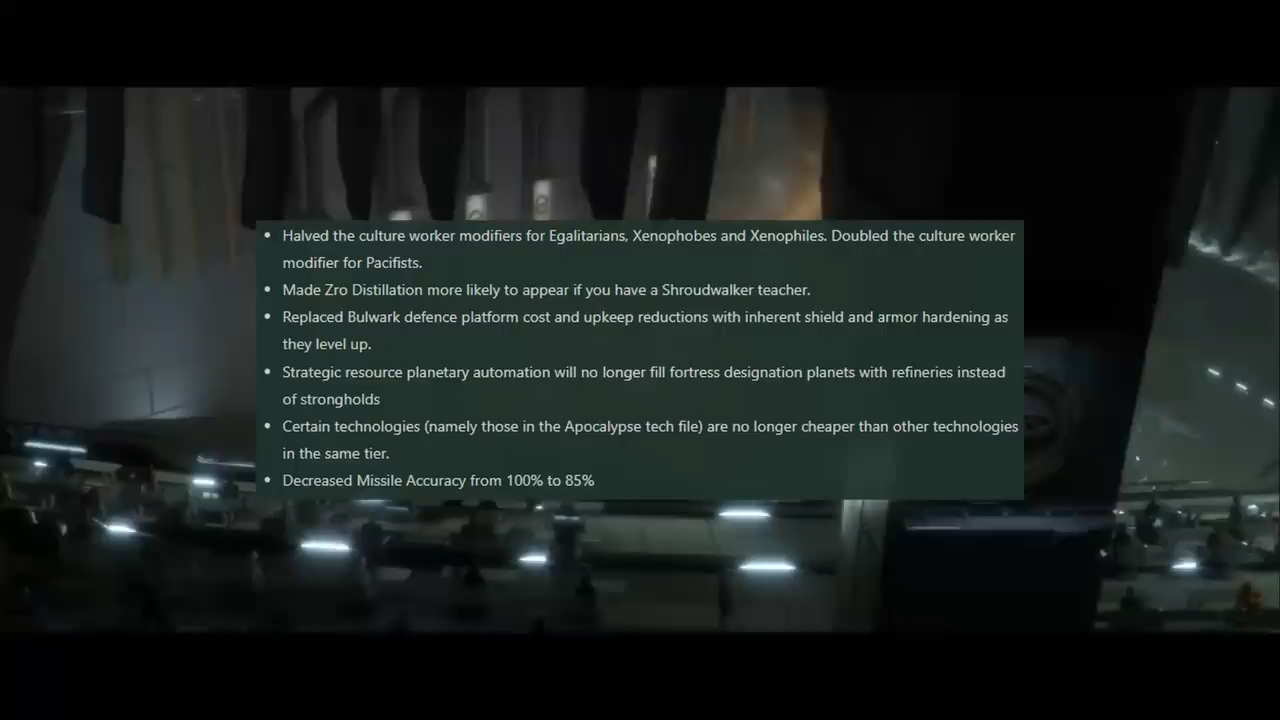 • Halved the culture worker modifiers for Egalitarians, Xenophobes and Xenophiles. Doubled the culture worker
modifier for Pacifists.
• Made Zro Distillation more likely to appear if you have a Shroudwalker teacher.
• Replaced Bulwark defence platform cost and upkeep reductions with inherent shield and armor hardening as
they level up.
• Strategic resource planetary automation will no longer fill fortress designation planets with refineries instead
of strongholds
• Certain technologies (namely those in the Apocalypse tech file) are no longer cheaper than other technologies
in the same tier.
• Decreased Missile Accuracy from 100% to 85%